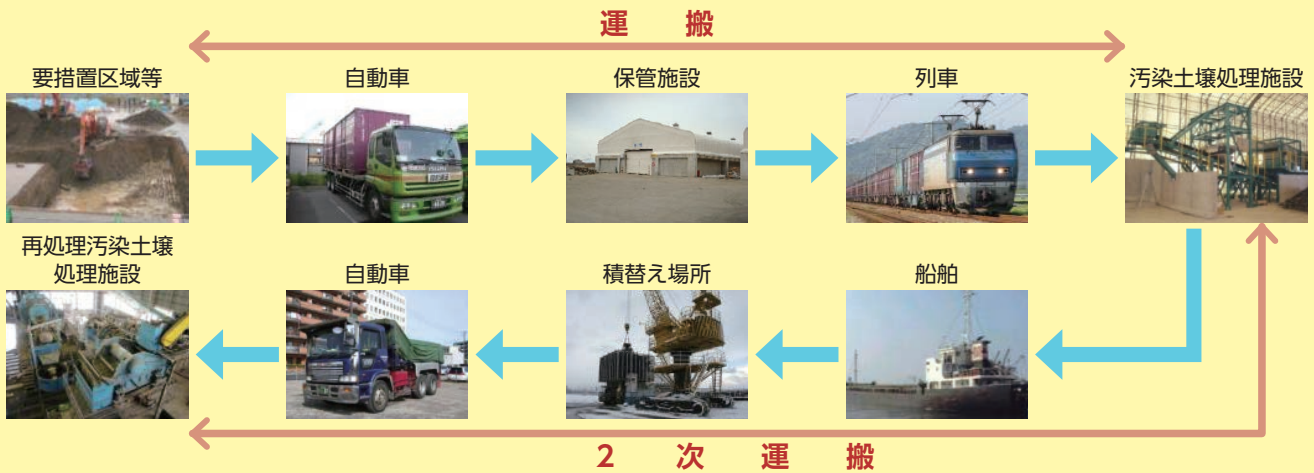 運搬
要措置区域等
自動車
保管施設
列車
汚染土壌処理施設
再処理汚染土壌
処理施設
自動車
積替え場所
船舶
2次運搬